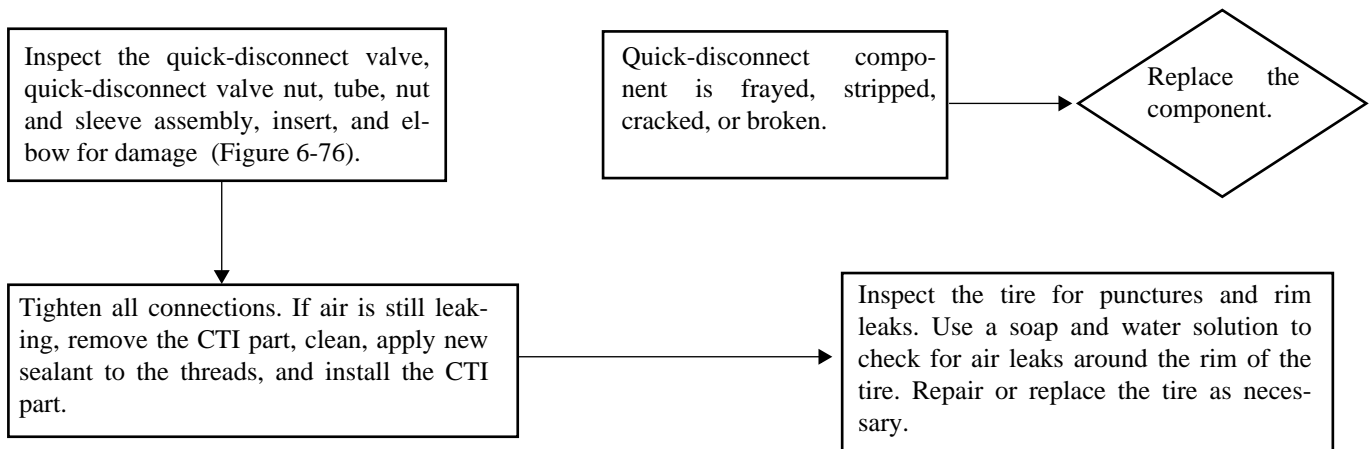 Inspect the quick-disconnect valve,
quick-disconnect valve nut, tube, nut
and sleeve assembly, insert, and el-
bow for damage (Figure 6-76).
Quick-disconnect compo-
nent is frayed, stripped,
cracked, or broken.
Replace the
component.
Tighten all connections. If air is still leak-
ing, remove the CTI part, clean, apply new
sealant to the threads, and install the CTI
part.
Inspect the tire for punctures and rim
leaks. Use a soap and water solution to
check for air leaks around the rim of the
tire. Repair or replace the tire as neces-
sary.